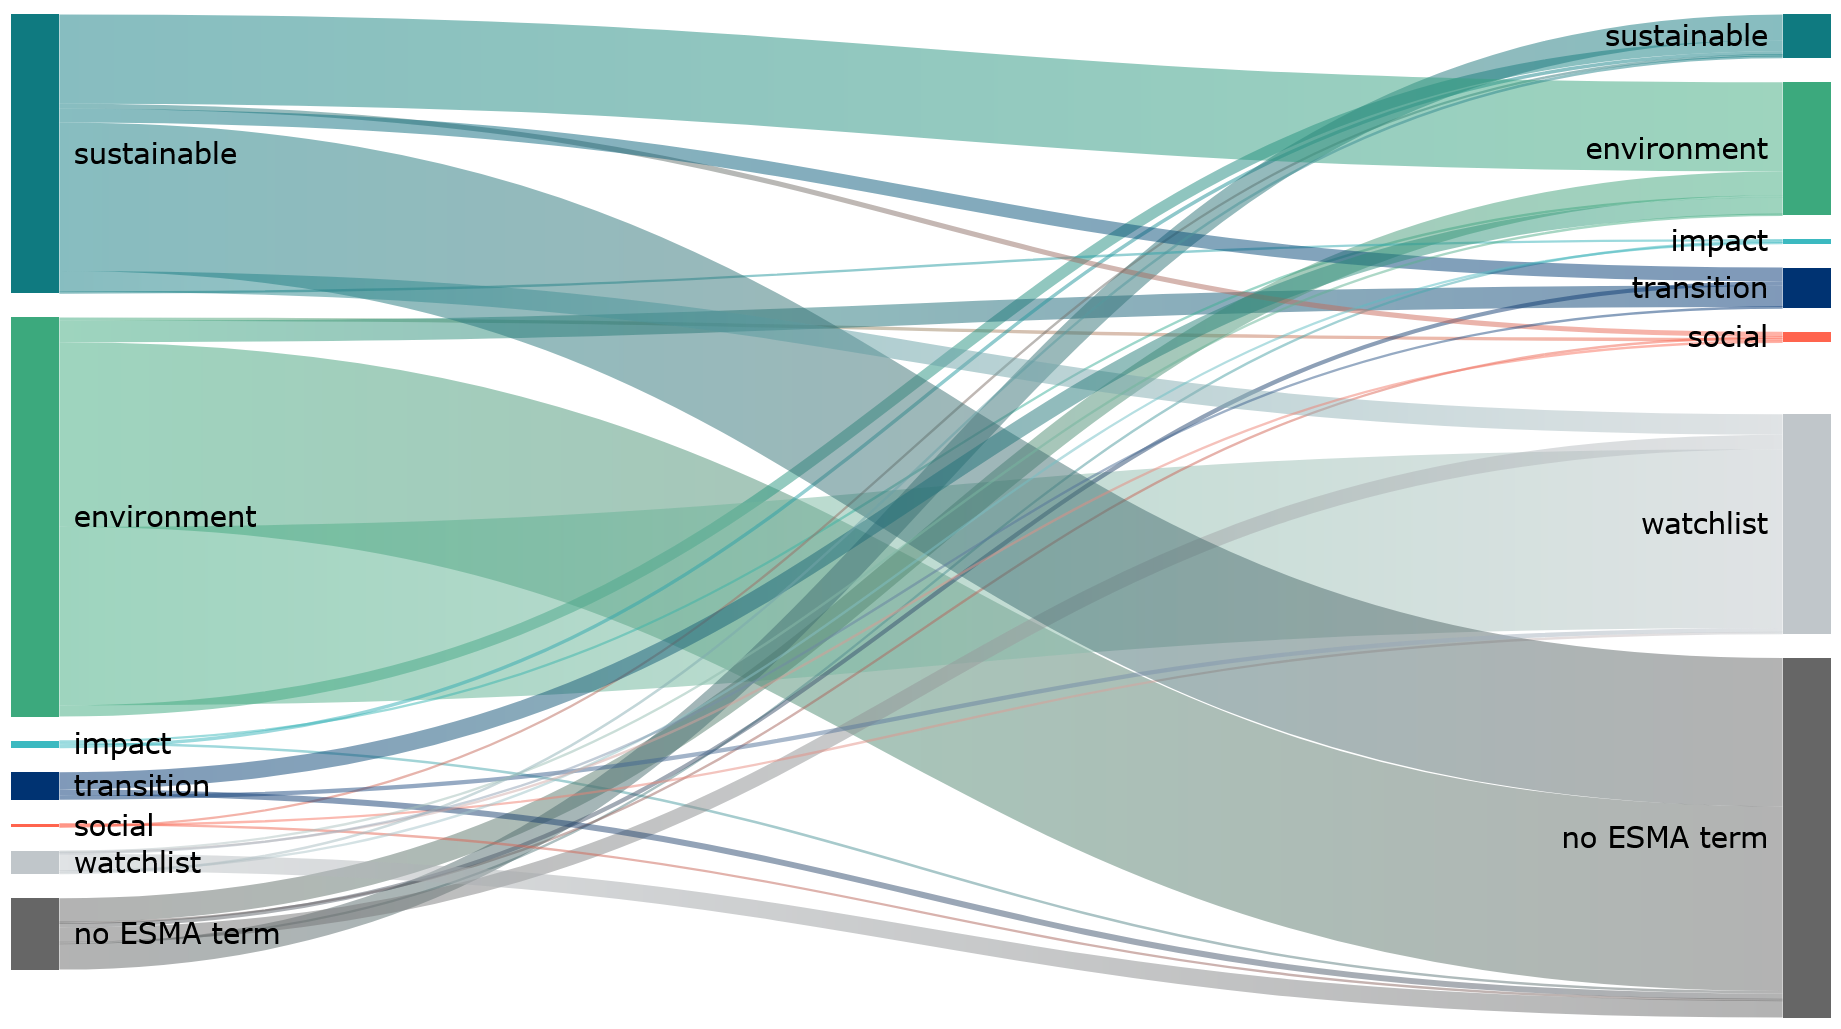 sustainable
environment
impact
transition
social
watchlist
no ESMA term
sustainable
environment
impact
transition
social
watchlist
no ESMA term